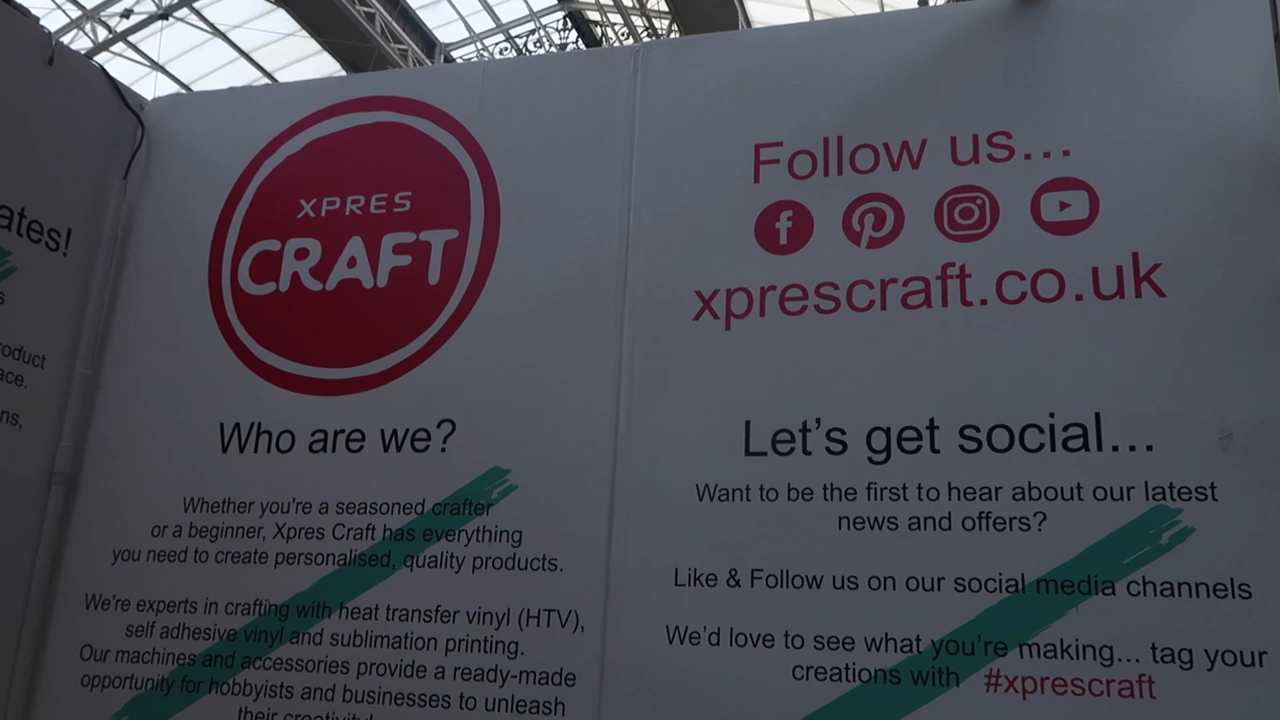 ates!
s
roduct
ace.
ns,
XPRES
CRAFT
Who are we?
Whether you're a seasoned crafter
or a beginner, Xpres Craft has everything
you need to create personalised, quality products.
We're experts in crafting with heat transfer vinyl (HTV),
self adhesive vinyl and sublimation printing.
Our machines and accessories provide a ready-made
opportunity for hobbyists and businesses to unleash
their creativity!
Follow us...
xprescraft.co.uk
Let's get social...
Want to be the first to hear about our latest
news and offers?
Like & Follow us on our social media channels
We'd love to see what you're making... tag your
creations with #xprescraft